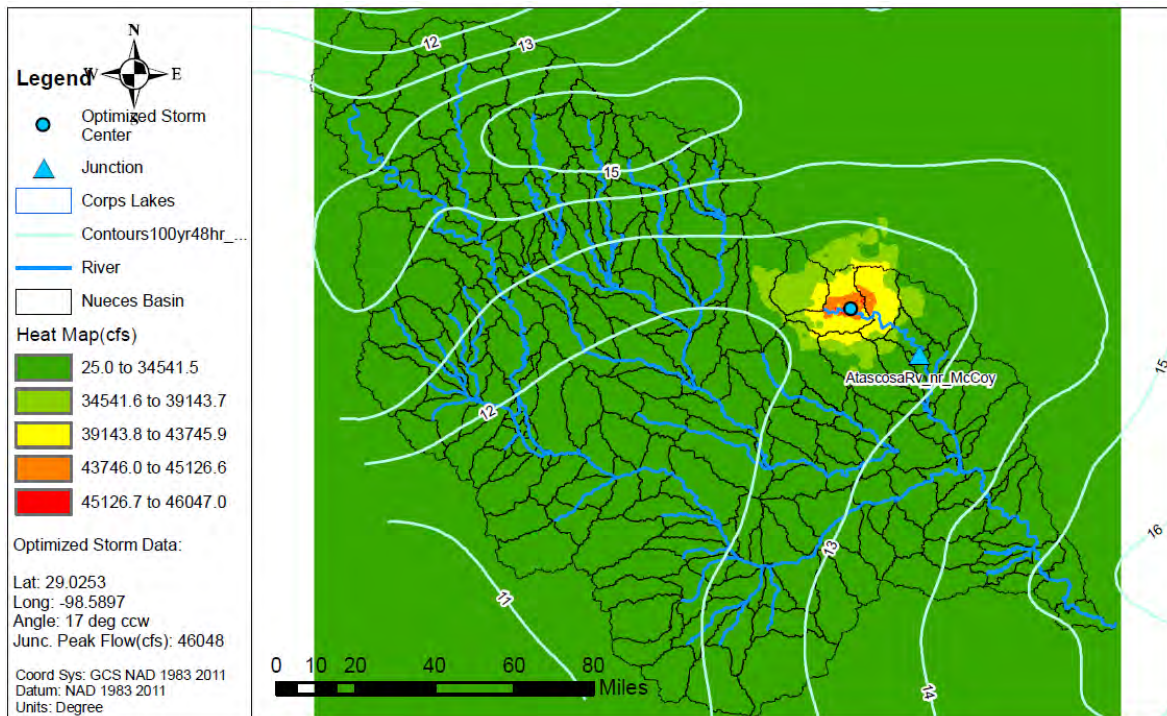 N
W
E
S
Legend
Optimized Storm
Center
Junction
Corps Lakes
Contours100yr48hr_...
River
Nueces Basin
Heat Map(cfs)
25.0 to 34541.5
34541.6 to 39143.7
39143.8 to 43745.9
43746.0 to 45126.6
45126.7 to 46047.0
Optimized Storm Data:
Lat: 29.0253
Long: -98.5897
Angle: 17 deg ccw
Junc. Peak Flow(cfs): 46048
Coord Sys: GCS NAD 1983 2011
Datum: NAD 1983 2011
Units: Degree
12
13
15
AtascosaRv_nr_McCoy
15
12
16
13
11
14
0 10 20 40 60 80
Miles